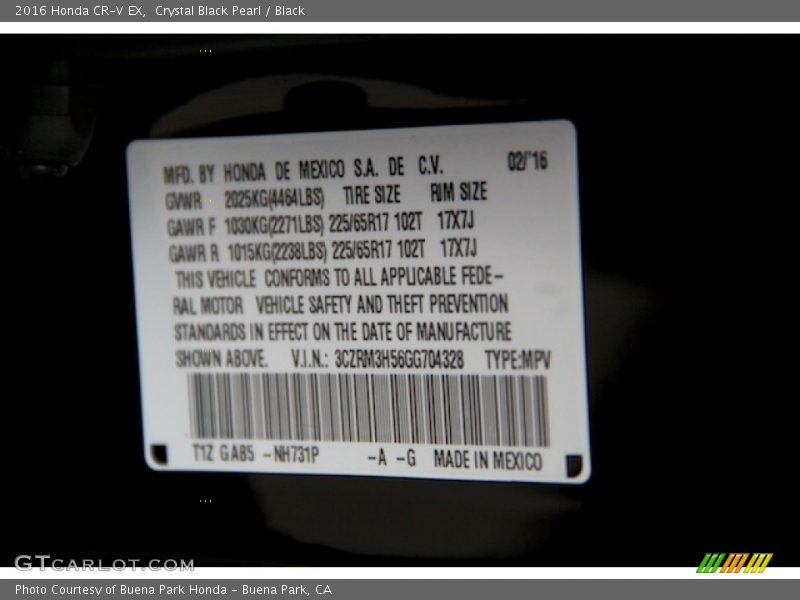 2016 Honda CR-V EX,  Crystal Black Pearl / Black
MFD. BY HONDA DE MEXICO S.A. DE C.V. 02/'16
GVWR 2025KG(4464LBS) TIRE SIZE RIM SIZE
GAWR F 1030KG(2271LBS) 225/65R17 102T 17X7J
GAWR R 1015KG(2238LBS) 225/65R17 102T 17X7J
THIS VEHICLE CONFORMS TO ALL APPLICABLE FEDE-
RAL MOTOR VEHICLE SAFETY AND THEFT PREVENTION
STANDARDS IN EFFECT ON THE DATE OF MANUFACTURE
SHOWN ABOVE. V.I.N.: 3CZRM3H56GG704328 TYPE:MPV
T1Z GAB5 -NH731P -A -G MADE IN MEXICO
GTCARLOT.COM
Photo Courtesy of Buena Park Honda - Buena Park, CA